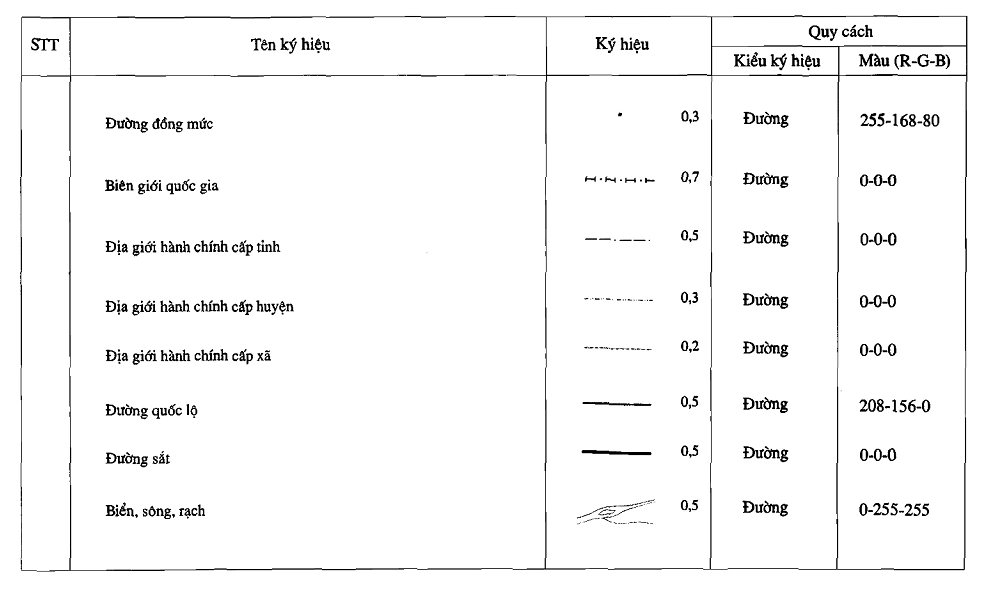 STT Tên ký hiệu Ký hiệu Quy cách
Kiểu ký hiệu Màu (R-G-B)
Đường đồng mức 0,3 Đường 255-168-80
Biên giới quốc gia 0,7 Đường 0-0-0
Địa giới hành chính cấp tỉnh 0,5 Đường 0-0-0
Địa giới hành chính cấp huyện 0,3 Đường 0-0-0
Địa giới hành chính cấp xã 0,2 Đường 0-0-0
Đường quốc lộ 0,5 Đường 208-156-0
Đường sắt 0,5 Đường 0-0-0
Biển, sông, rạch 0,5 Đường 0-255-255